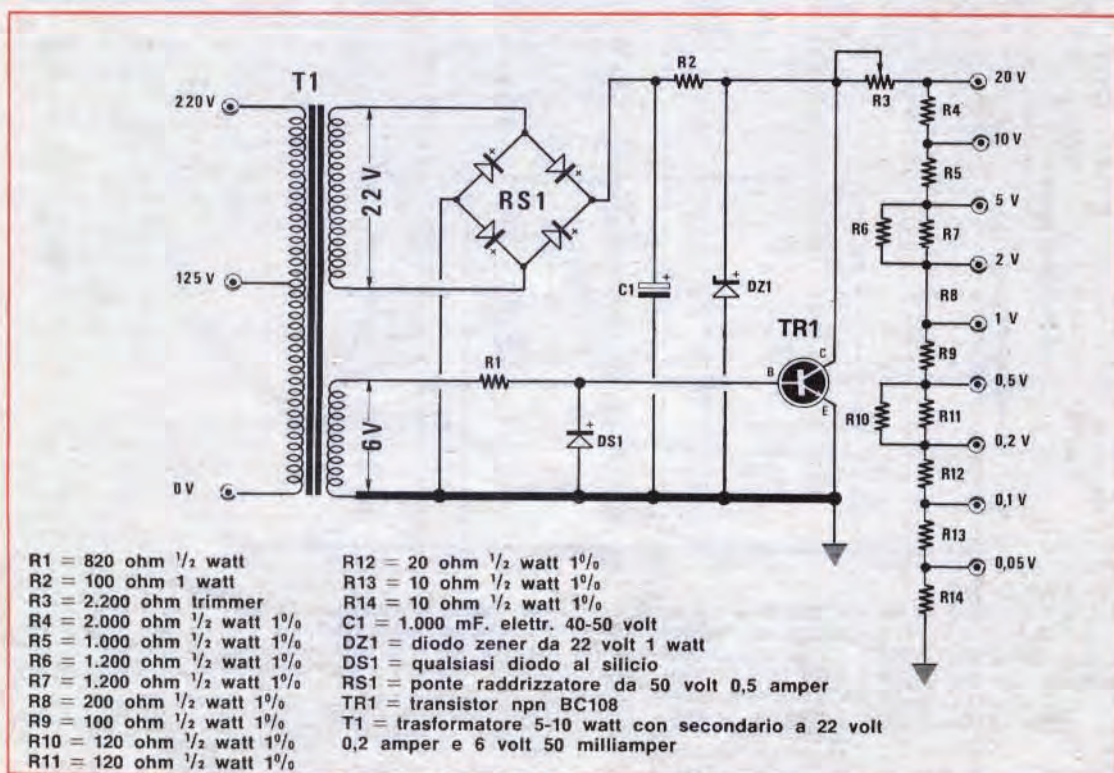 T1
220 V
125 V
0 V
22 V
6 V
RS1
R1
DS1
C1
R2
DZ1
TR1
B
C
E
R3
20 V
R4
10 V
R5
5 V
R6
R7
2 V
R8
1 V
R9
0,5 V
R10
R11
0,2 V
R12
0,1 V
R13
0,05 V
R14
R1 = 820 ohm 1/2 watt
R2 = 100 ohm 1 watt
R3 = 2.200 ohm trimmer
R4 = 2.000 ohm 1/2 watt 1%
R5 = 1.000 ohm 1/2 watt 1%
R6 = 1.200 ohm 1/2 watt 1%
R7 = 1.200 ohm 1/2 watt 1%
R8 = 200 ohm 1/2 watt 1%
R9 = 100 ohm 1/2 watt 1%
R10 = 120 ohm 1/2 watt 1%
R11 = 120 ohm 1/2 watt 1%
R12 = 20 ohm 1/2 watt 1%
R13 = 10 ohm 1/2 watt 1%
R14 = 10 ohm 1/2 watt 1%
C1 = 1.000 mF. elettr. 40-50 volt
DZ1 = diodo zener da 22 volt 1 watt
DS1 = qualsiasi diodo al silicio
RS1 = ponte raddrizzatore da 50 volt 0,5 amper
TR1 = transistor npn BC108
T1 = trasformatore 5-10 watt con secondario a 22 volt
0,2 amper e 6 volt 50 milliamper